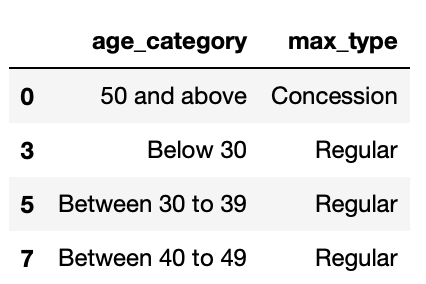 age_category max_type
0 50 and above Concession
3 Below 30 Regular
5 Between 30 to 39 Regular
7 Between 40 to 49 Regular